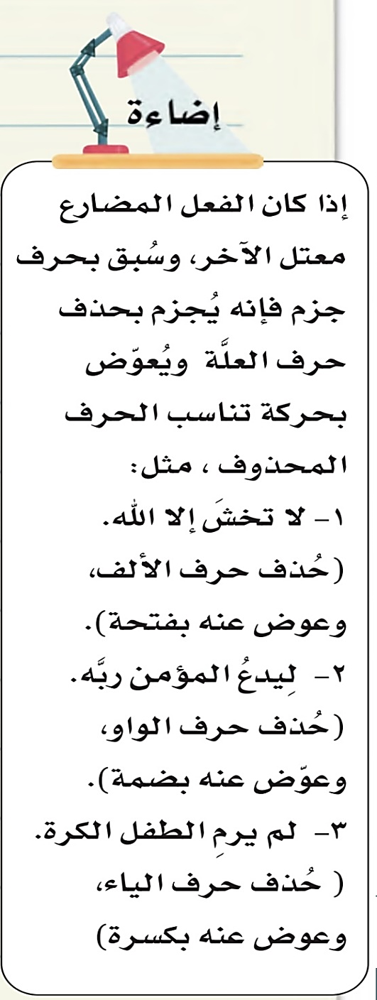 إضاءة
إذا كان الفعل المضارع
معتل الآخر، وسُبق بحرف
جزم فإنه يُجزم بحذف
حرف العلَّة ويُعوّض
بحركة تناسب الحرف
المحذوف ، مثل:
١- لا تخشَ إلا الله.
(حُذف حرف الألف،
وعوض عنه بفتحة).
٢- لِيدعُ المؤمن ربَّه.
(حُذف حرف الواو،
وعوّض عنه بضمة).
٣- لم يرمِ الطفل الكرة.
( حُذف حرف الياء،
وعوض عنه بكسرة)